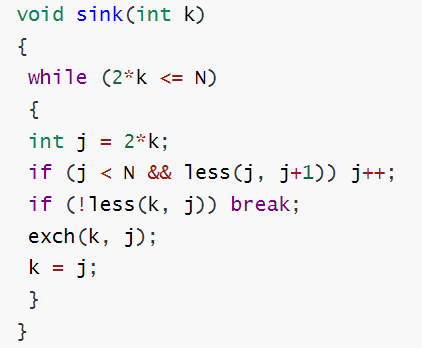 void sink(int k)
{
while (2*k <= N)
{
int j = 2*k;
if (j < N && less(j, j+1)) j++;
if (!less(k, j)) break;
exch(k, j);
k = j;
}
}